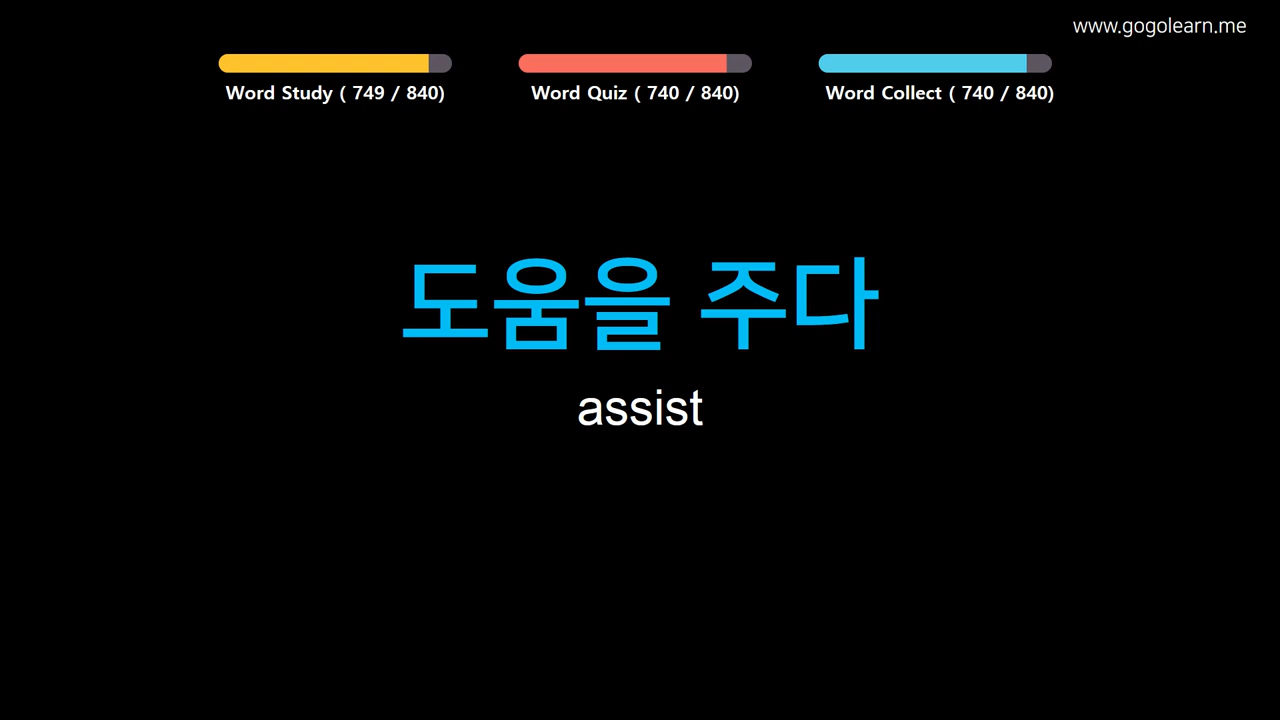 www.gogolearn.me
Word Study ( 749 / 840)
Word Quiz ( 740 / 840)
Word Collect ( 740 / 840)
도움을 주다
assist